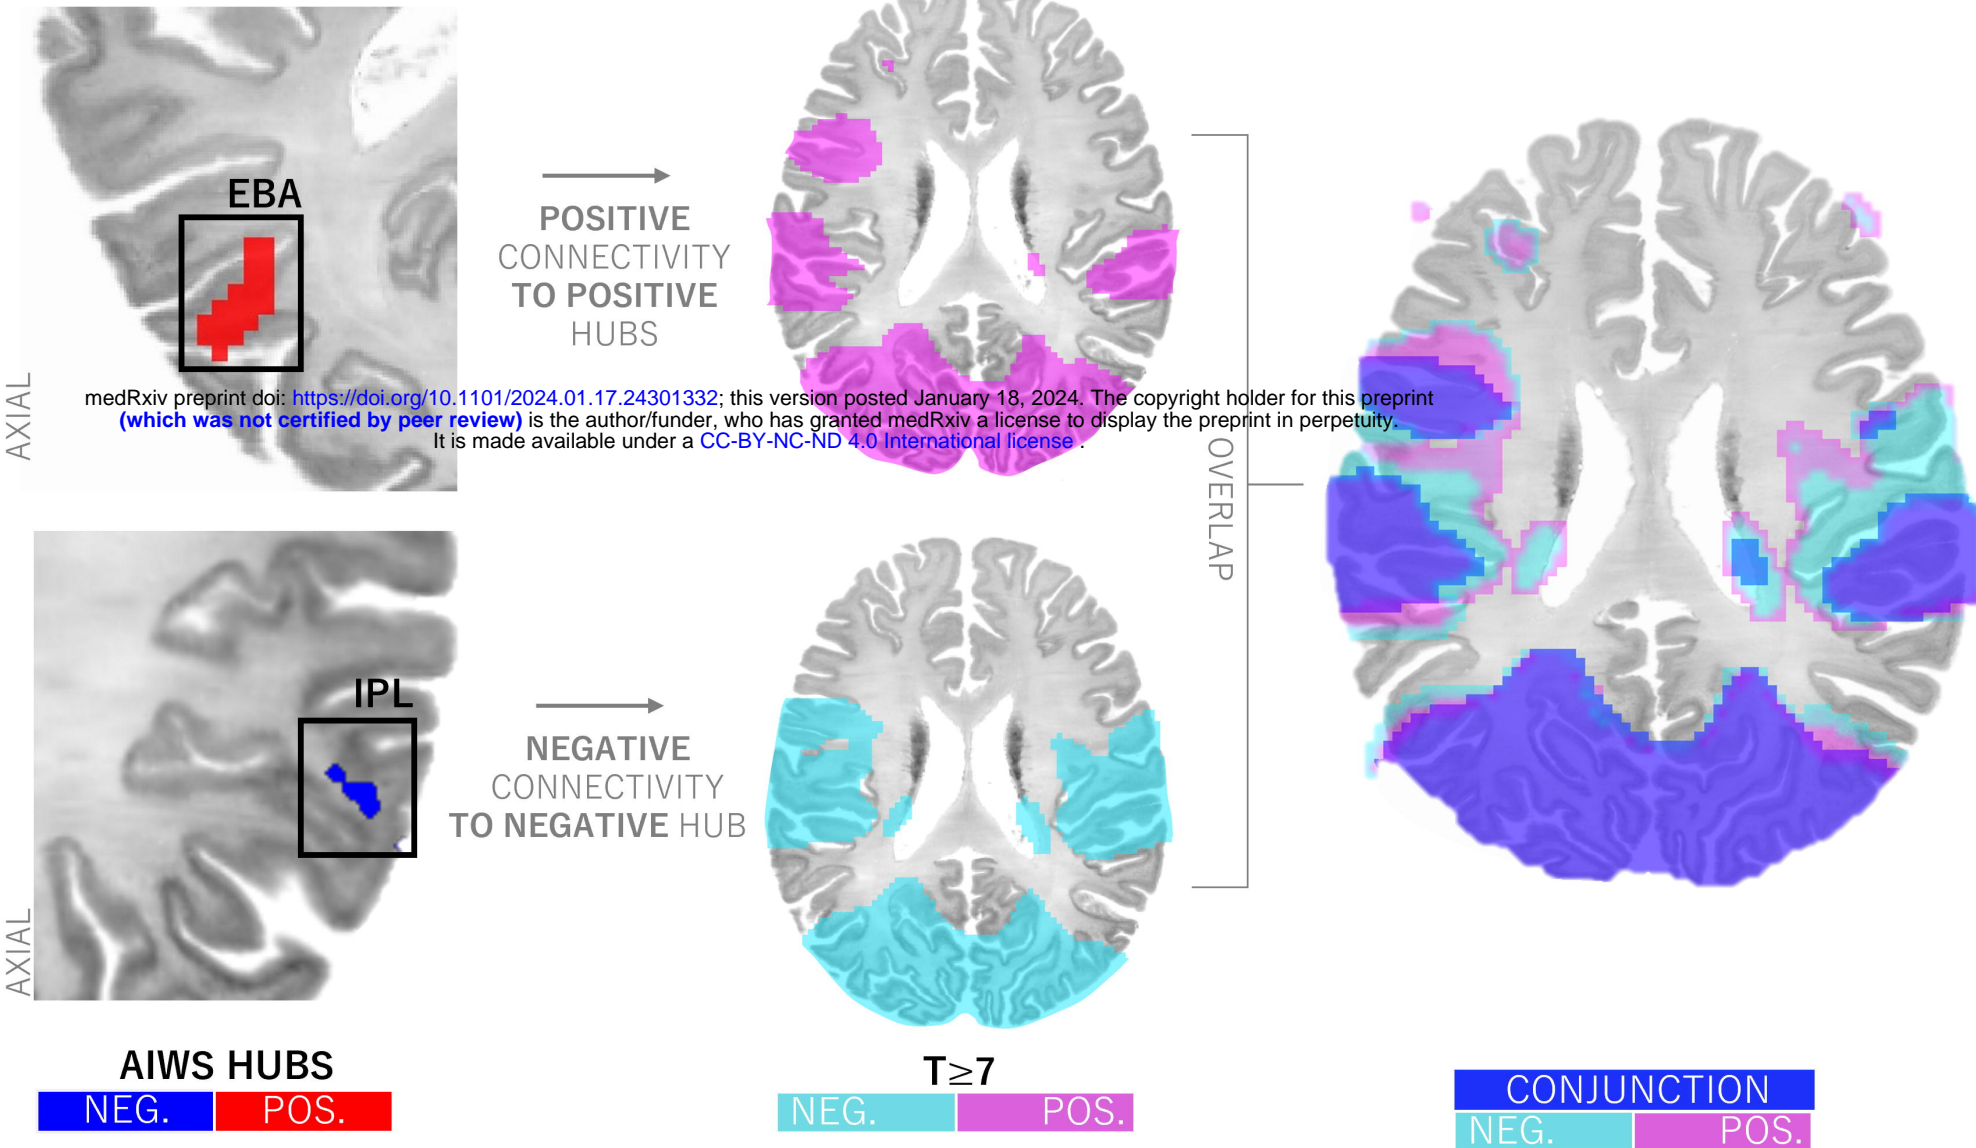 EBA
AXIAL
POSITIVE
CONNECTIVITY
TO POSITIVE
HUBS
medRxiv preprint doi: https://doi.org/10.1101/2024.01.17.24301332; this version posted January 18, 2024. The copyright holder for this preprint
(which was not certified by peer review) is the author/funder, who has granted medRxiv a license to display the preprint in perpetuity.
It is made available under a CC-BY-NC-ND 4.0 International license .
OVERLAP
IPL
AXIAL
NEGATIVE
CONNECTIVITY
TO NEGATIVE HUB
AIWS HUBS
NEG. POS.
T≥7
NEG. POS.
CONJUNCTION
NEG. POS.